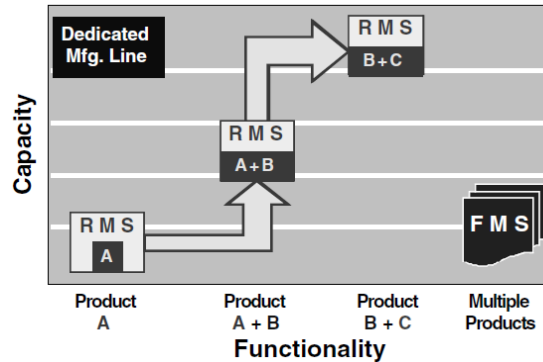 Dedicated
Mfg. Line
R M S
B + C
R M S
A + B
R M S
A
F M S
Capacity
Product
A
Product
A + B
Product
B + C
Multiple
Products
Functionality